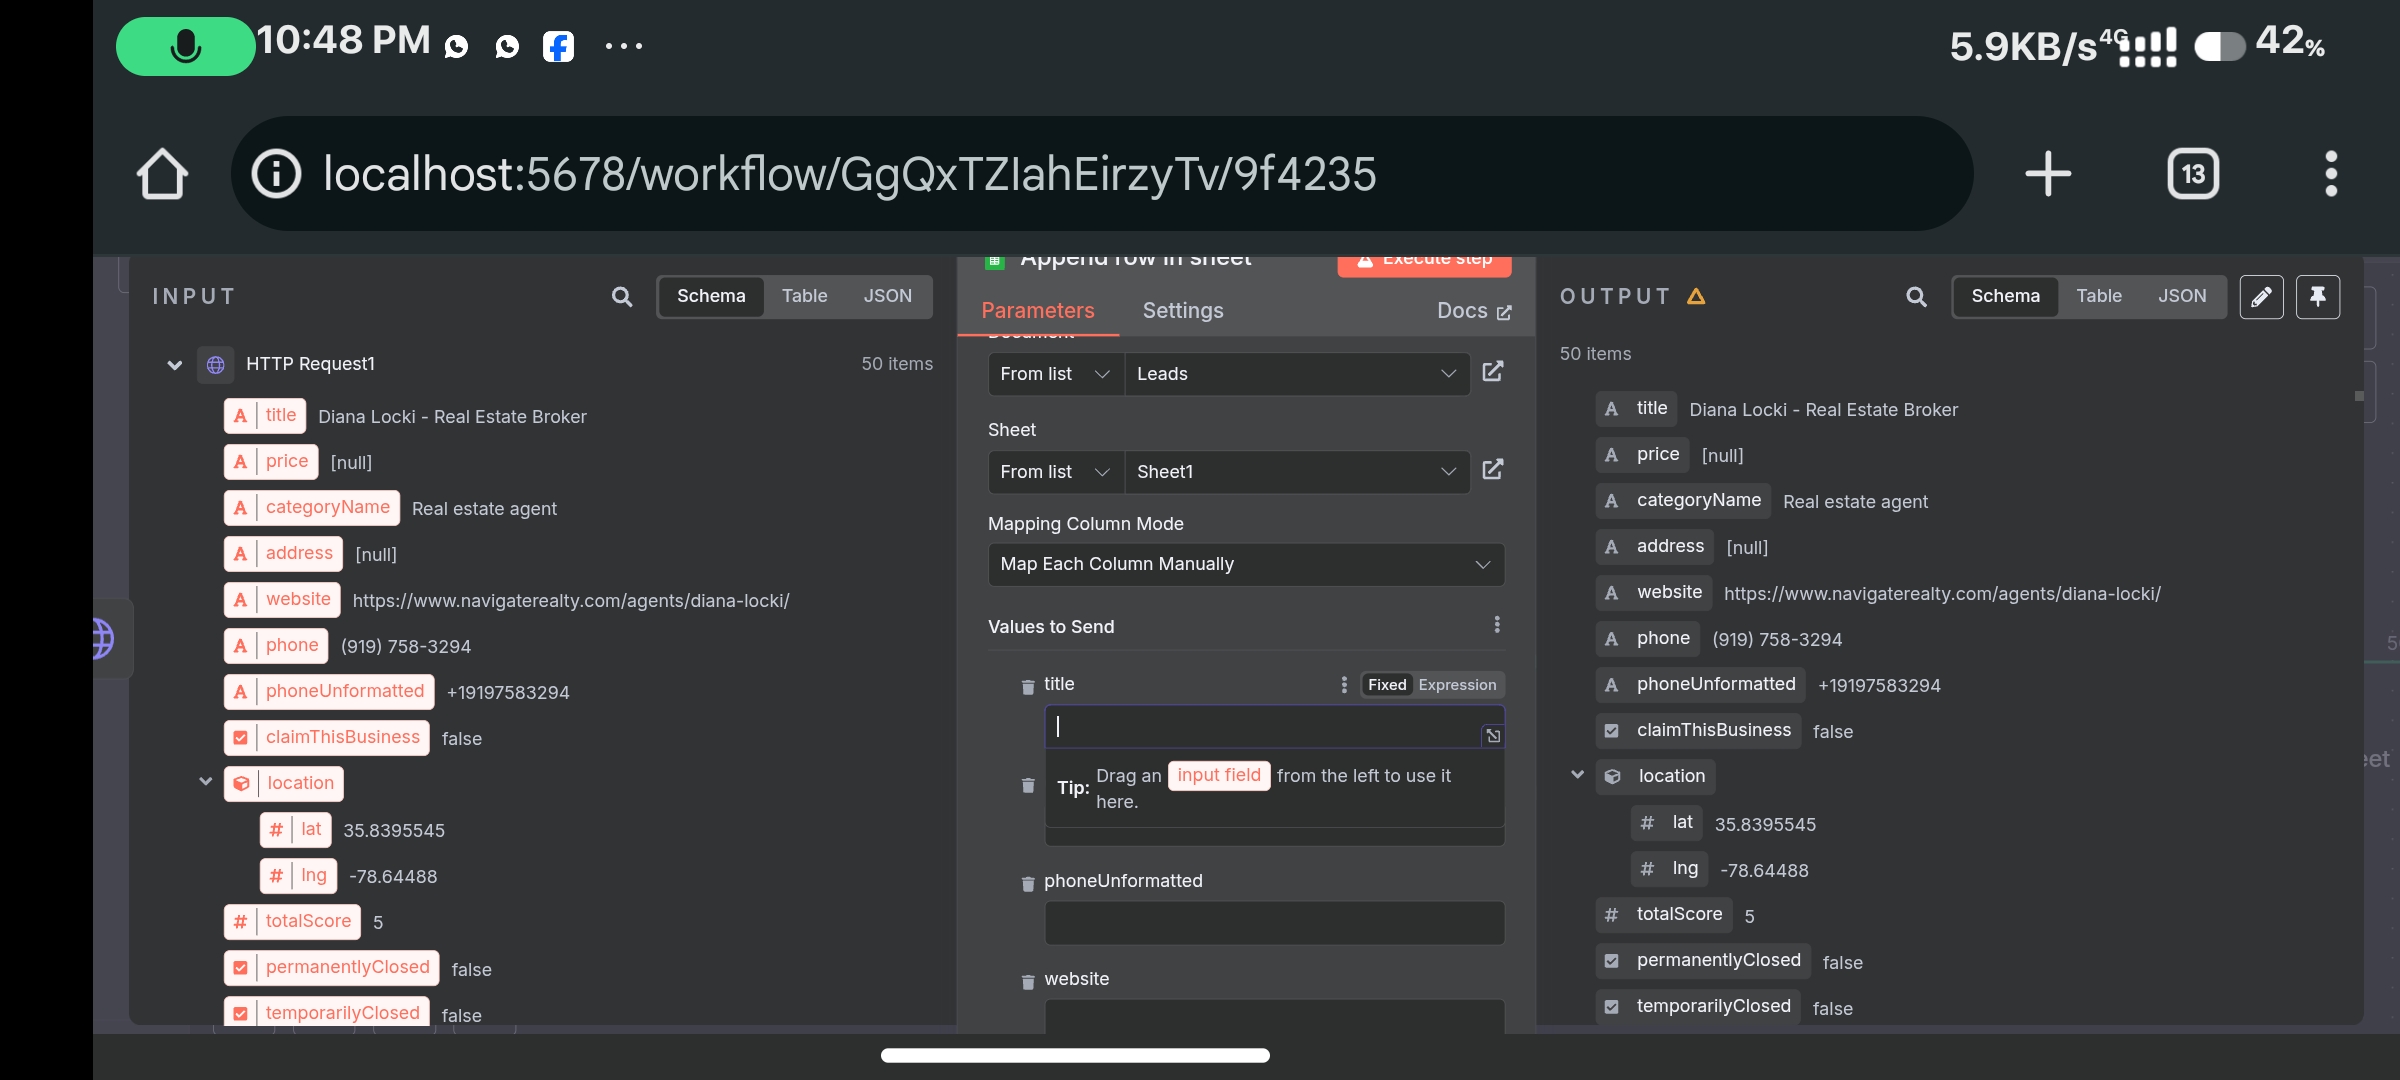 10:48 PM
5.9KB/s 4G 42%
localhost:5678/workflow/GgQxTZIahEirzyTv/9f4235
13
INPUT
Schema Table JSON
HTTP Request1 50 items
A title Diana Locki - Real Estate Broker
A price [null]
A categoryName Real estate agent
A address [null]
A website https://www.navigaterealty.com/agents/diana-locki/
A phone (919) 758-3294
A phoneUnformatted +19197583294
claimThisBusiness false
location
# lat 35.8395545
# lng -78.64488
# totalScore 5
permanentlyClosed false
temporarilyClosed false
Append row in sheet Execute step
Parameters Settings Docs
Document
From list Leads
Sheet
From list Sheet1
Mapping Column Mode
Map Each Column Manually
Values to Send
title Fixed Expression
Tip: Drag an input field from the left to use it
here.
phoneUnformatted
website
OUTPUT
Schema Table JSON
50 items
A title Diana Locki - Real Estate Broker
A price [null]
A categoryName Real estate agent
A address [null]
A website https://www.navigaterealty.com/agents/diana-locki/
A phone (919) 758-3294
A phoneUnformatted +19197583294
claimThisBusiness false
location
# lat 35.8395545
# lng -78.64488
# totalScore 5
permanentlyClosed false
temporarilyClosed false